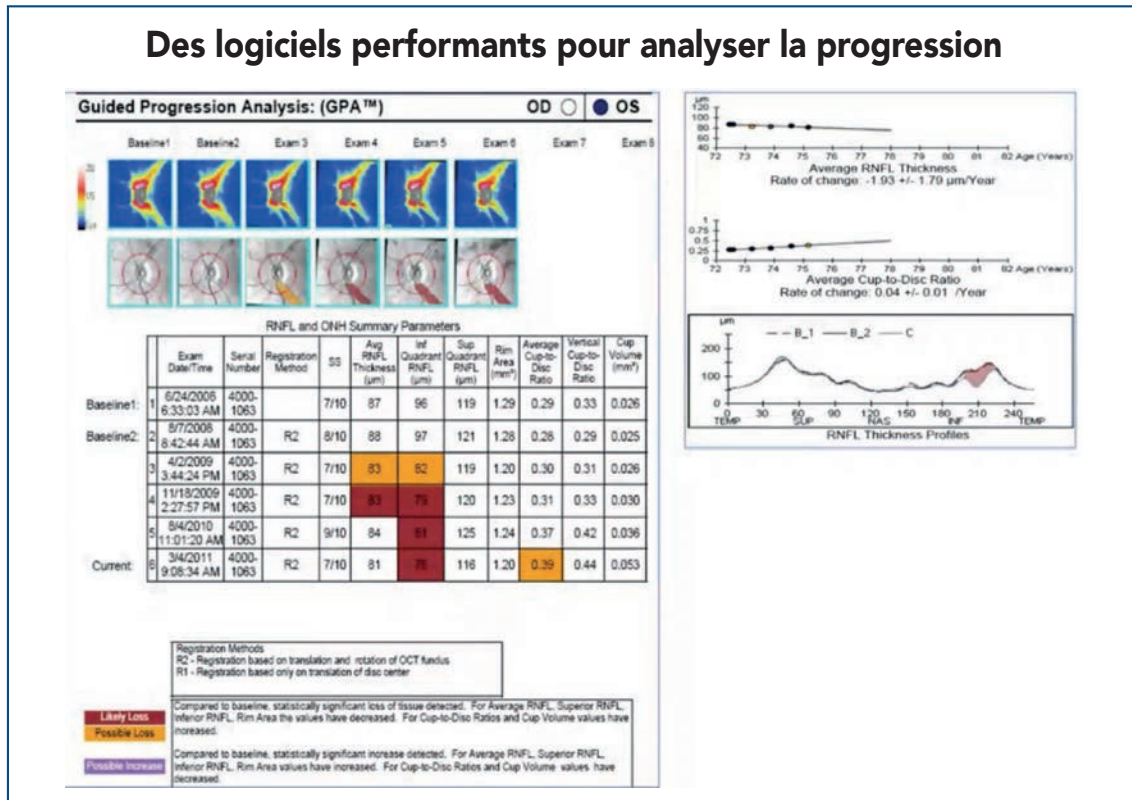 Des logiciels performants pour analyser la progression
Guided Progression Analysis: (GPA™) OD OS
Baseline1 Baseline2 Exam 3 Exam 4 Exam 5 Exam 6 Exam 7 Exam 8
RNFL and ONH Summary Parameters
Exam Date/Time Serial Number Registration Method SS Avg RNFL Thickness (µm) Inf Quadrant RNFL (µm) Sup Quadrant RNFL (µm) Rim Area (mm²) Average Cup-to-Disc Ratio Vertical Cup-to-Disc Ratio Cup Volume (mm³)
Baseline1: 1 6/24/2008 6:33:03 AM 4000-1063 7/10 87 96 119 1.29 0.29 0.33 0.026
Baseline2: 2 8/7/2008 8:42:44 AM 4000-1063 R2 8/10 88 97 121 1.28 0.28 0.29 0.025
3 4/2/2009 3:44:24 PM 4000-1063 R2 7/10 83 82 119 1.20 0.30 0.31 0.026
4 11/18/2009 2:27:57 PM 4000-1063 R2 7/10 83 79 120 1.23 0.31 0.33 0.030
5 8/4/2010 11:01:20 AM 4000-1063 R2 9/10 84 81 125 1.24 0.37 0.42 0.036
Current: 6 3/4/2011 9:08:34 AM 4000-1063 R2 7/10 81 116 1.20 0.39 0.44 0.053
Registration Methods
R2 - Registration based on translation and rotation of OCT fundus
R1 - Registration based only on translation of disc center
Likely Loss
Possible Loss
Compared to baseline, statistically significant loss of tissue detected. For Average RNFL, Superior RNFL,
Inferior RNFL, Rim Area the values have decreased. For Cup-to-Disc Ratios and Cup Volume values have
increased.
Possible Increase
Compared to baseline, statistically significant increase detected. For Average RNFL, Superior RNFL,
Inferior RNFL, Rim Area values have increased. For Cup-to-Disc Ratios and Cup Volume values have
decreased.
µm
120
100
80
60
40
72 73 74 75 76 77 78 79 80 81 82 Age (Years)
Average RNFL Thickness
Rate of change: -1.93 +/- 1.79 µm/Year
1
0.75
0.5
0.25
0
72 73 74 75 76 77 78 79 80 81 82 Age (Years)
Average Cup-to-Disc Ratio
Rate of change: 0.04 +/- 0.01 /Year
µm
B_1 B_2 C
200
100
0
0 30 60 90 120 150 180 210 240
TEMP SUP NAS INF TEMP
RNFL Thickness Profiles